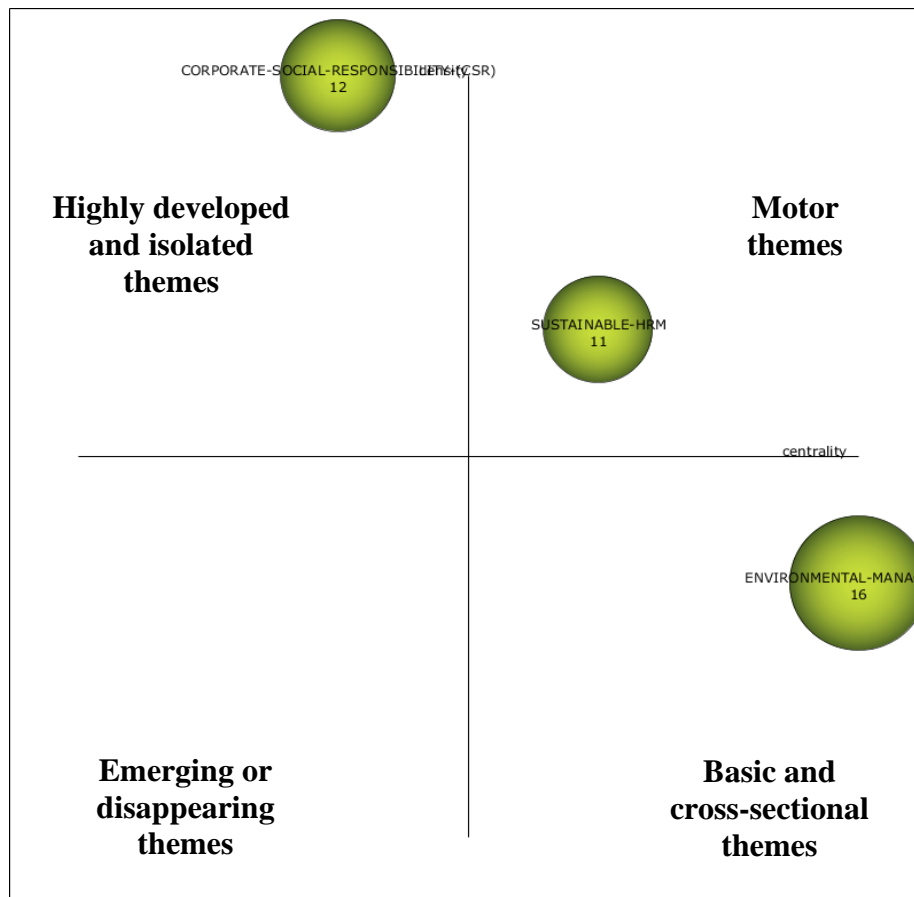 CORPORATE-SOCIAL-RESPONSIBILITY-(CSR)
density
12
Highly developed
and isolated
themes
Motor
themes
SUSTAINABLE-HRM
11
centrality
ENVIRONMENTAL-MANA
16
Emerging or
disappearing
themes
Basic and
cross-sectional
themes